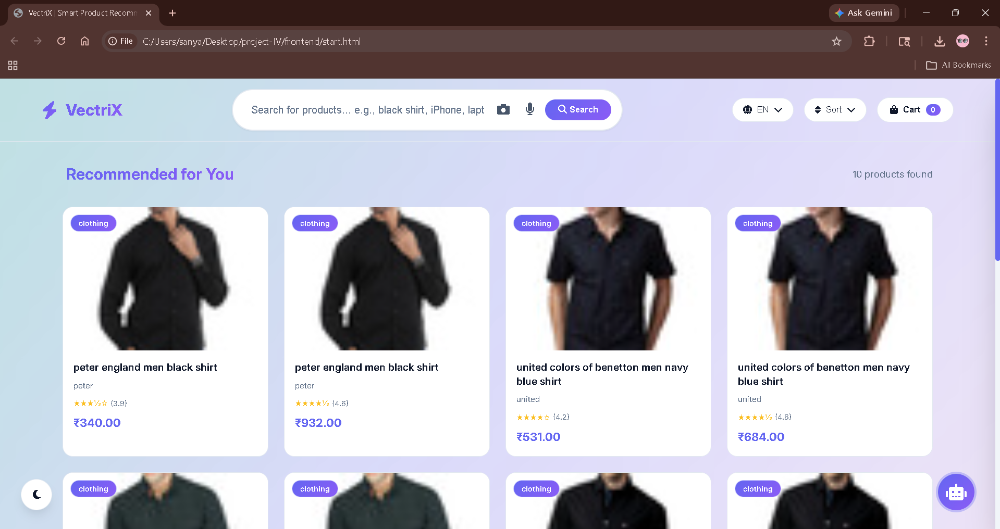 VectriX | Smart Product Recomm
Ask Gemini
File
C:/Users/sanya/Desktop/project-IV/frontend/start.html
All Bookmarks
VectriX
Search for products... e.g., black shirt, iPhone, lapt
Search
EN
Sort
Cart 0
Recommended for You
10 products found
clothing
peter england men black shirt
peter
★★★½☆ (3.9)
₹340.00
clothing
peter england men black shirt
peter
★★★★½ (4.6)
₹932.00
clothing
united colors of benetton men navy
blue shirt
united
★★★★☆ (4.2)
₹531.00
clothing
united colors of benetton men navy
blue shirt
united
★★★★½ (4.6)
₹684.00
clothing
clothing
clothing
clothing